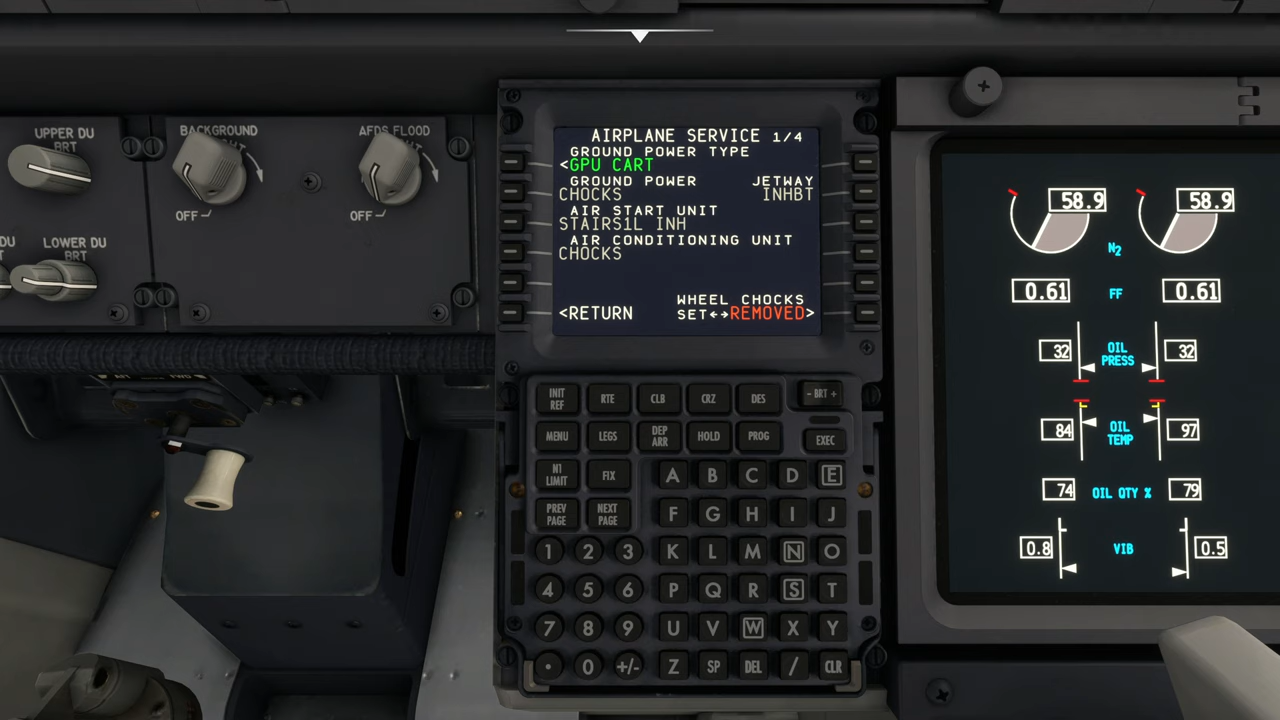 UPPER DU
BRT
BACKGROUND
AFDS FLOOD
OFF
OFF
DU
LOWER DU
BRT
AIRPLANE SERVICE 1/4
GROUND POWER TYPE
<GPU CART
GROUND POWER JETWAY
CHOCKS INHBT
AIR START UNIT
STAIRS1L INH
AIR CONDITIONING UNIT
CHOCKS
WHEEL CHOCKS
<RETURN SET↔REMOVED>
INIT REF
RTE
CLB
CRZ
DES
- BRT +
MENU
LEGS
DEP ARR
HOLD
PROG
EXEC
N1 LIMIT
FIX
A B C D E
PREV PAGE
NEXT PAGE
F G H I J
1 2 3 K L M N O
4 5 6 P Q R S T
7 8 9 U V W X Y
. 0 +/- Z SP DEL / CLR
58.9 58.9
N2
0.61 FF 0.61
32 OIL PRESS 32
84 OIL TEMP 97
74 OIL QTY % 79
0.8 VIB 0.5